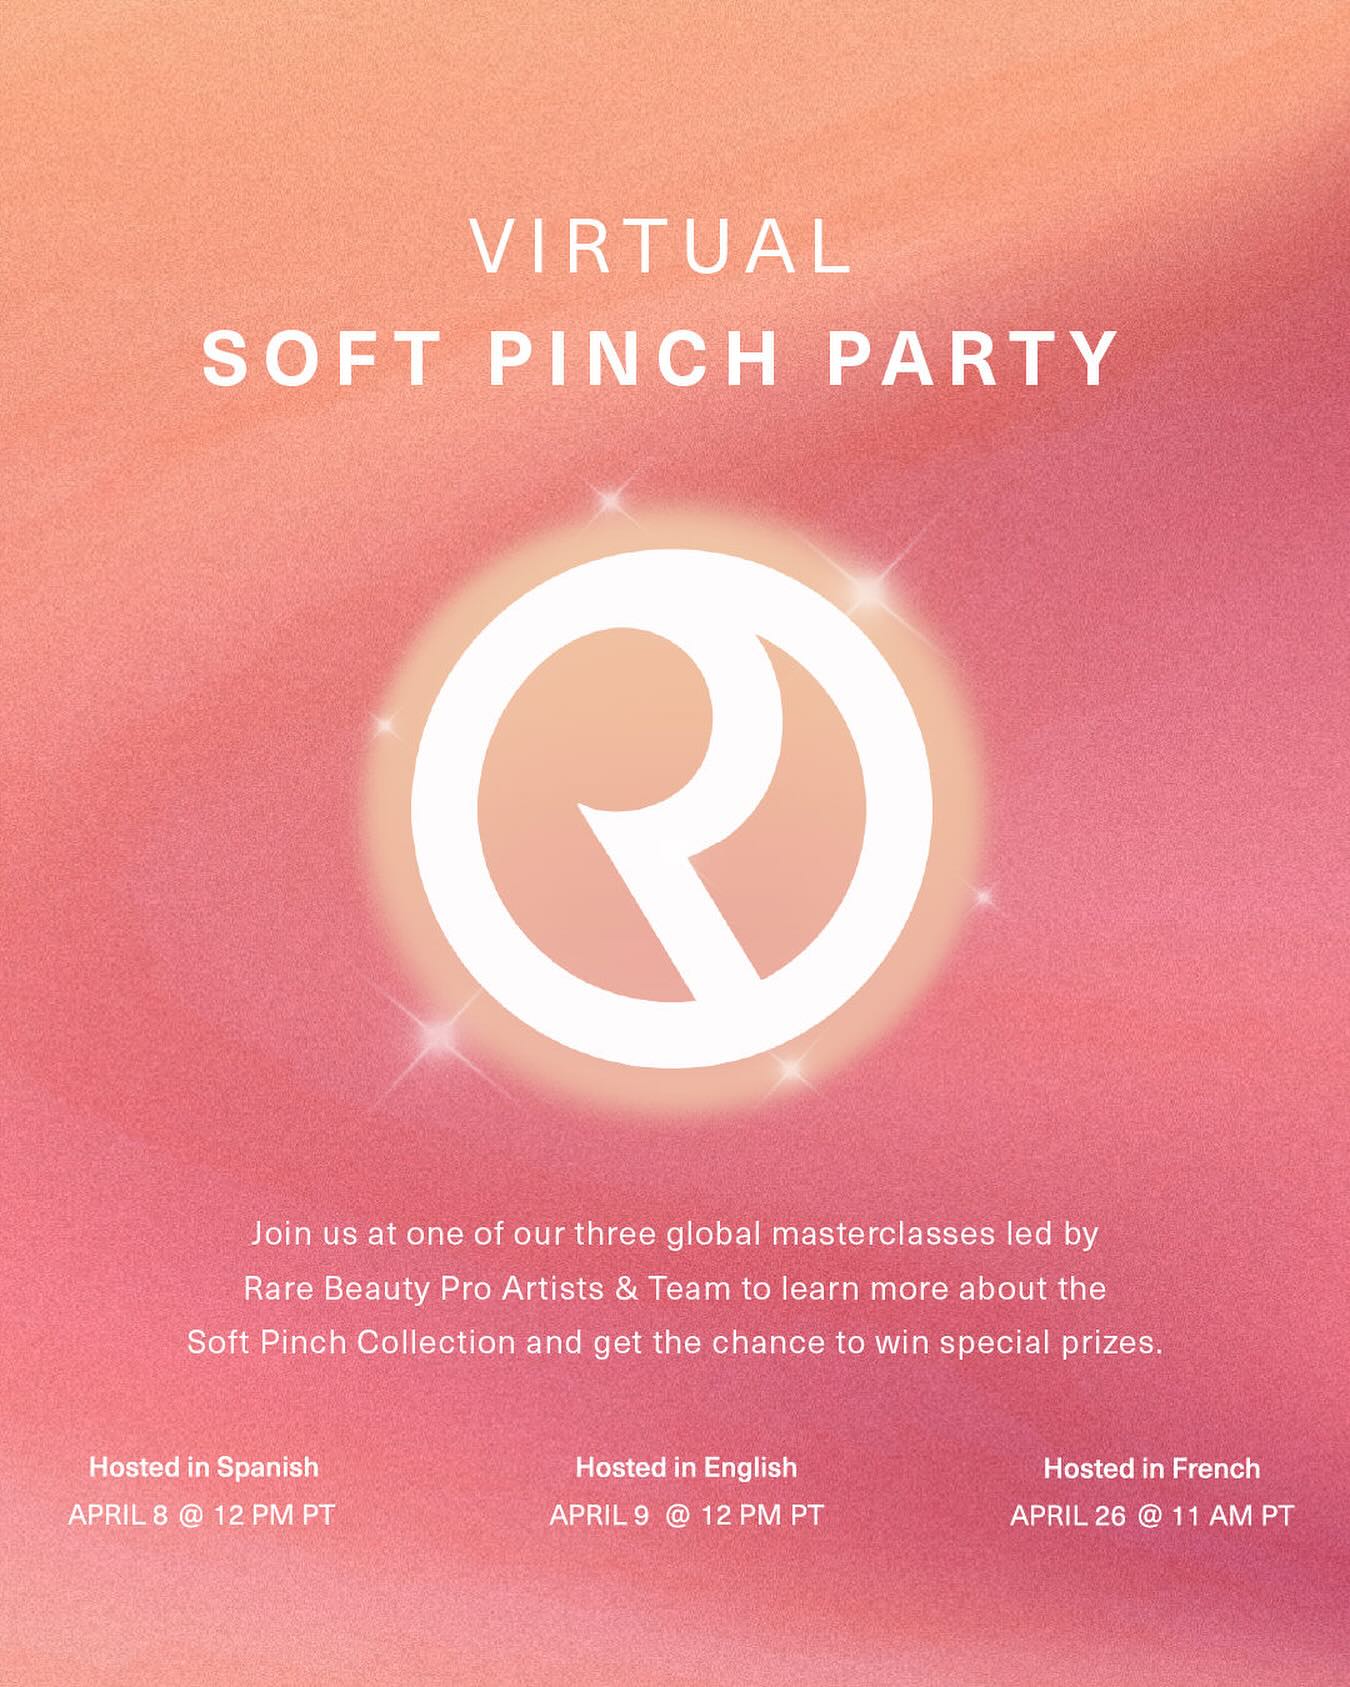 VIRTUAL
SOFT PINCH PARTY
R
Join us at one of our three global masterclasses led by
Rare Beauty Pro Artists & Team to learn more about the
Soft Pinch Collection and get the chance to win special prizes.
Hosted in Spanish
APRIL 8 @ 12 PM PT
Hosted in English
APRIL 9 @ 12 PM PT
Hosted in French
APRIL 26 @ 11 AM PT